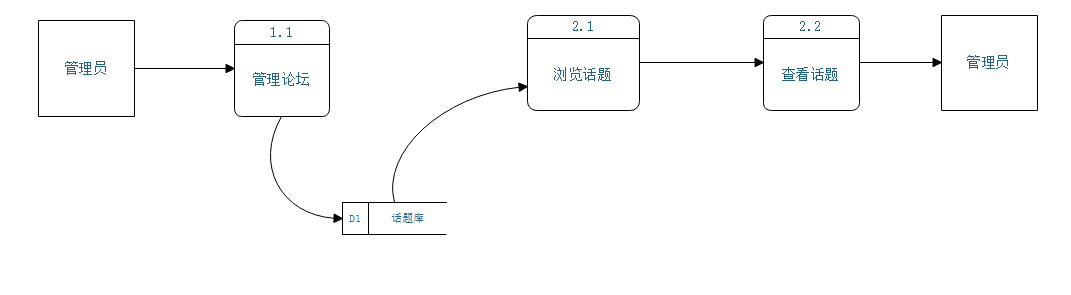 管理员
1.1
管理论坛
2.1
浏览话题
2.2
查看话题
管理员
D1
话题库